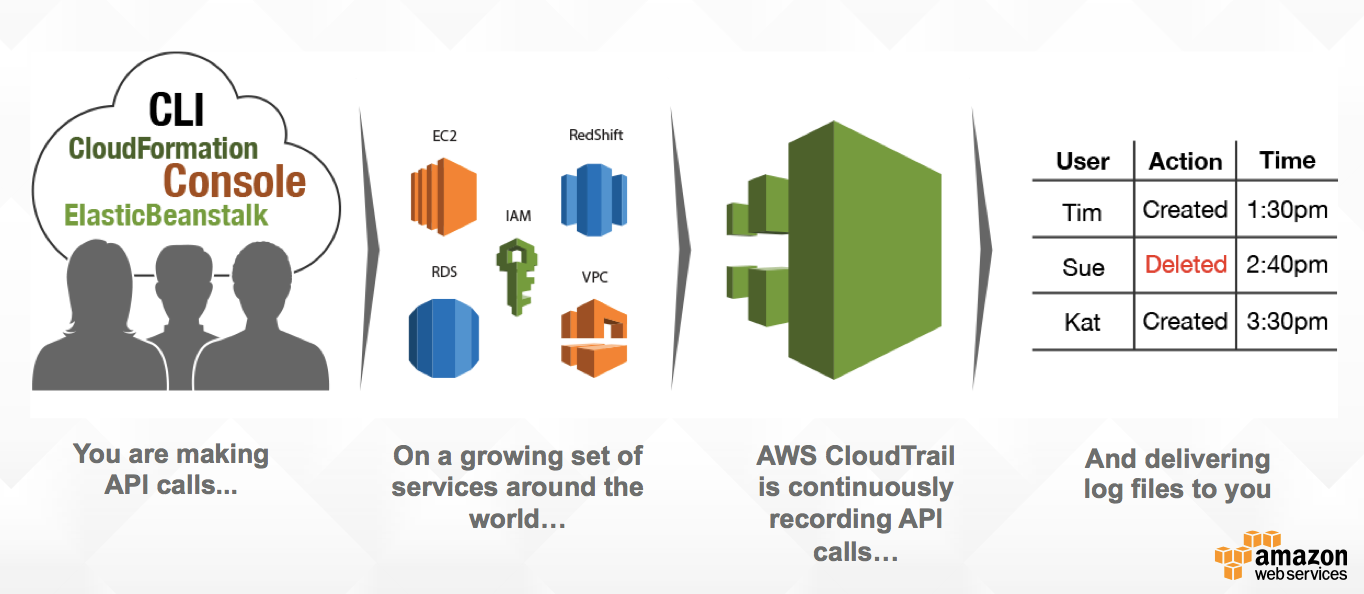 CLI
CloudFormation
Console
ElasticBeanstalk
You are making
API calls...
EC2
RedShift
IAM
RDS
VPC
On a growing set of
services around the
world…
AWS CloudTrail
is continuously
recording API
calls…
User Action Time
Tim Created 1:30pm
Sue Deleted 2:40pm
Kat Created 3:30pm
And delivering
log files to you
amazon
web services